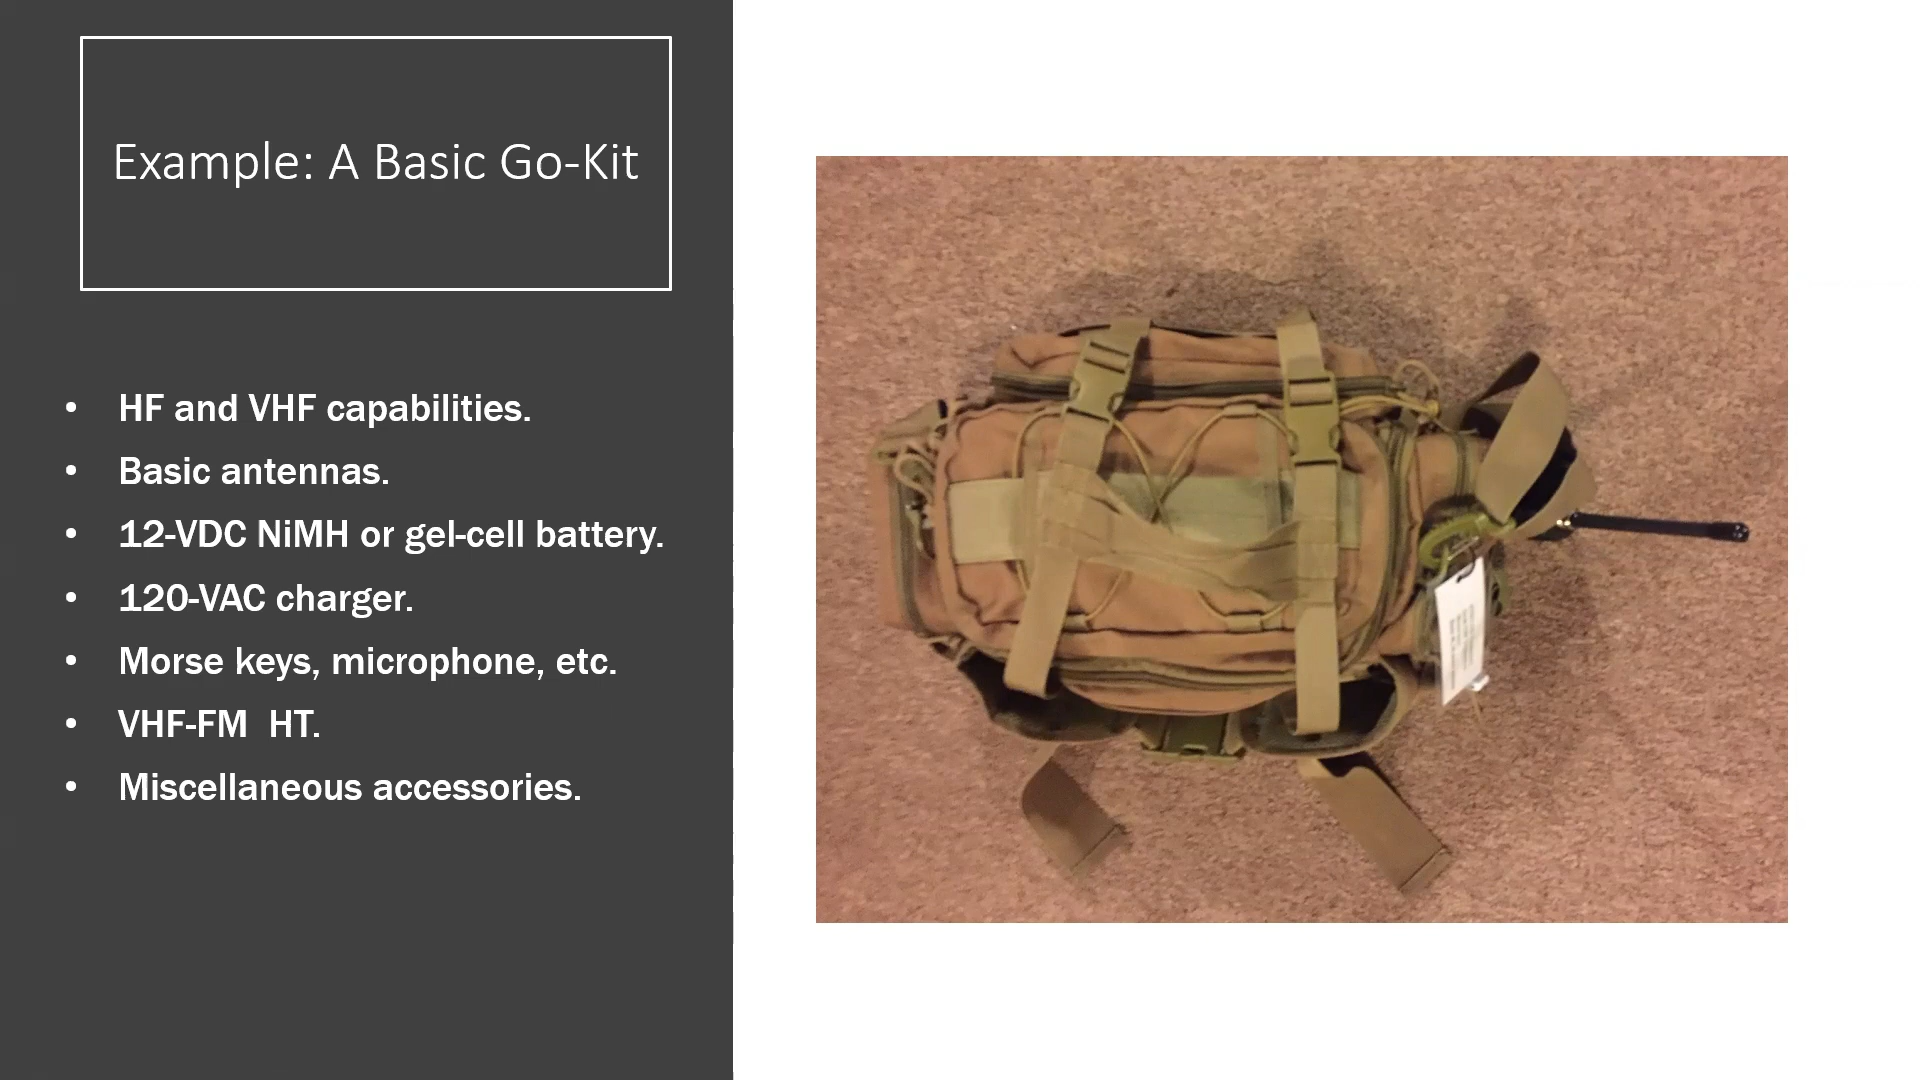 Example: A Basic Go-Kit
• HF and VHF capabilities.
• Basic antennas.
• 12-VDC NiMH or gel-cell battery.
• 120-VAC charger.
• Morse keys, microphone, etc.
• VHF-FM  HT.
• Miscellaneous accessories.